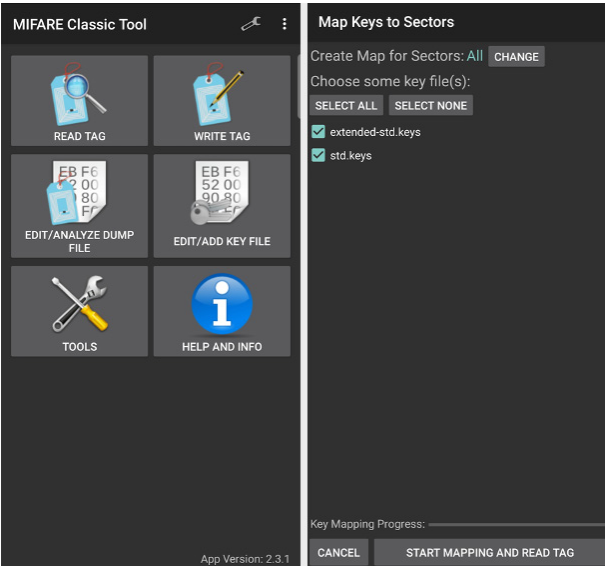 MIFARE Classic Tool
READ TAG
WRITE TAG
EB F6
52 00
90 80
EB F6
52 00
90 80
EDIT/ANALYZE DUMP
FILE
EDIT/ADD KEY FILE
TOOLS
HELP AND INFO
App Version: 2.3.1
Map Keys to Sectors
Create Map for Sectors: All CHANGE
Choose some key file(s):
SELECT ALL SELECT NONE
extended-std.keys
std.keys
Key Mapping Progress:
CANCEL START MAPPING AND READ TAG